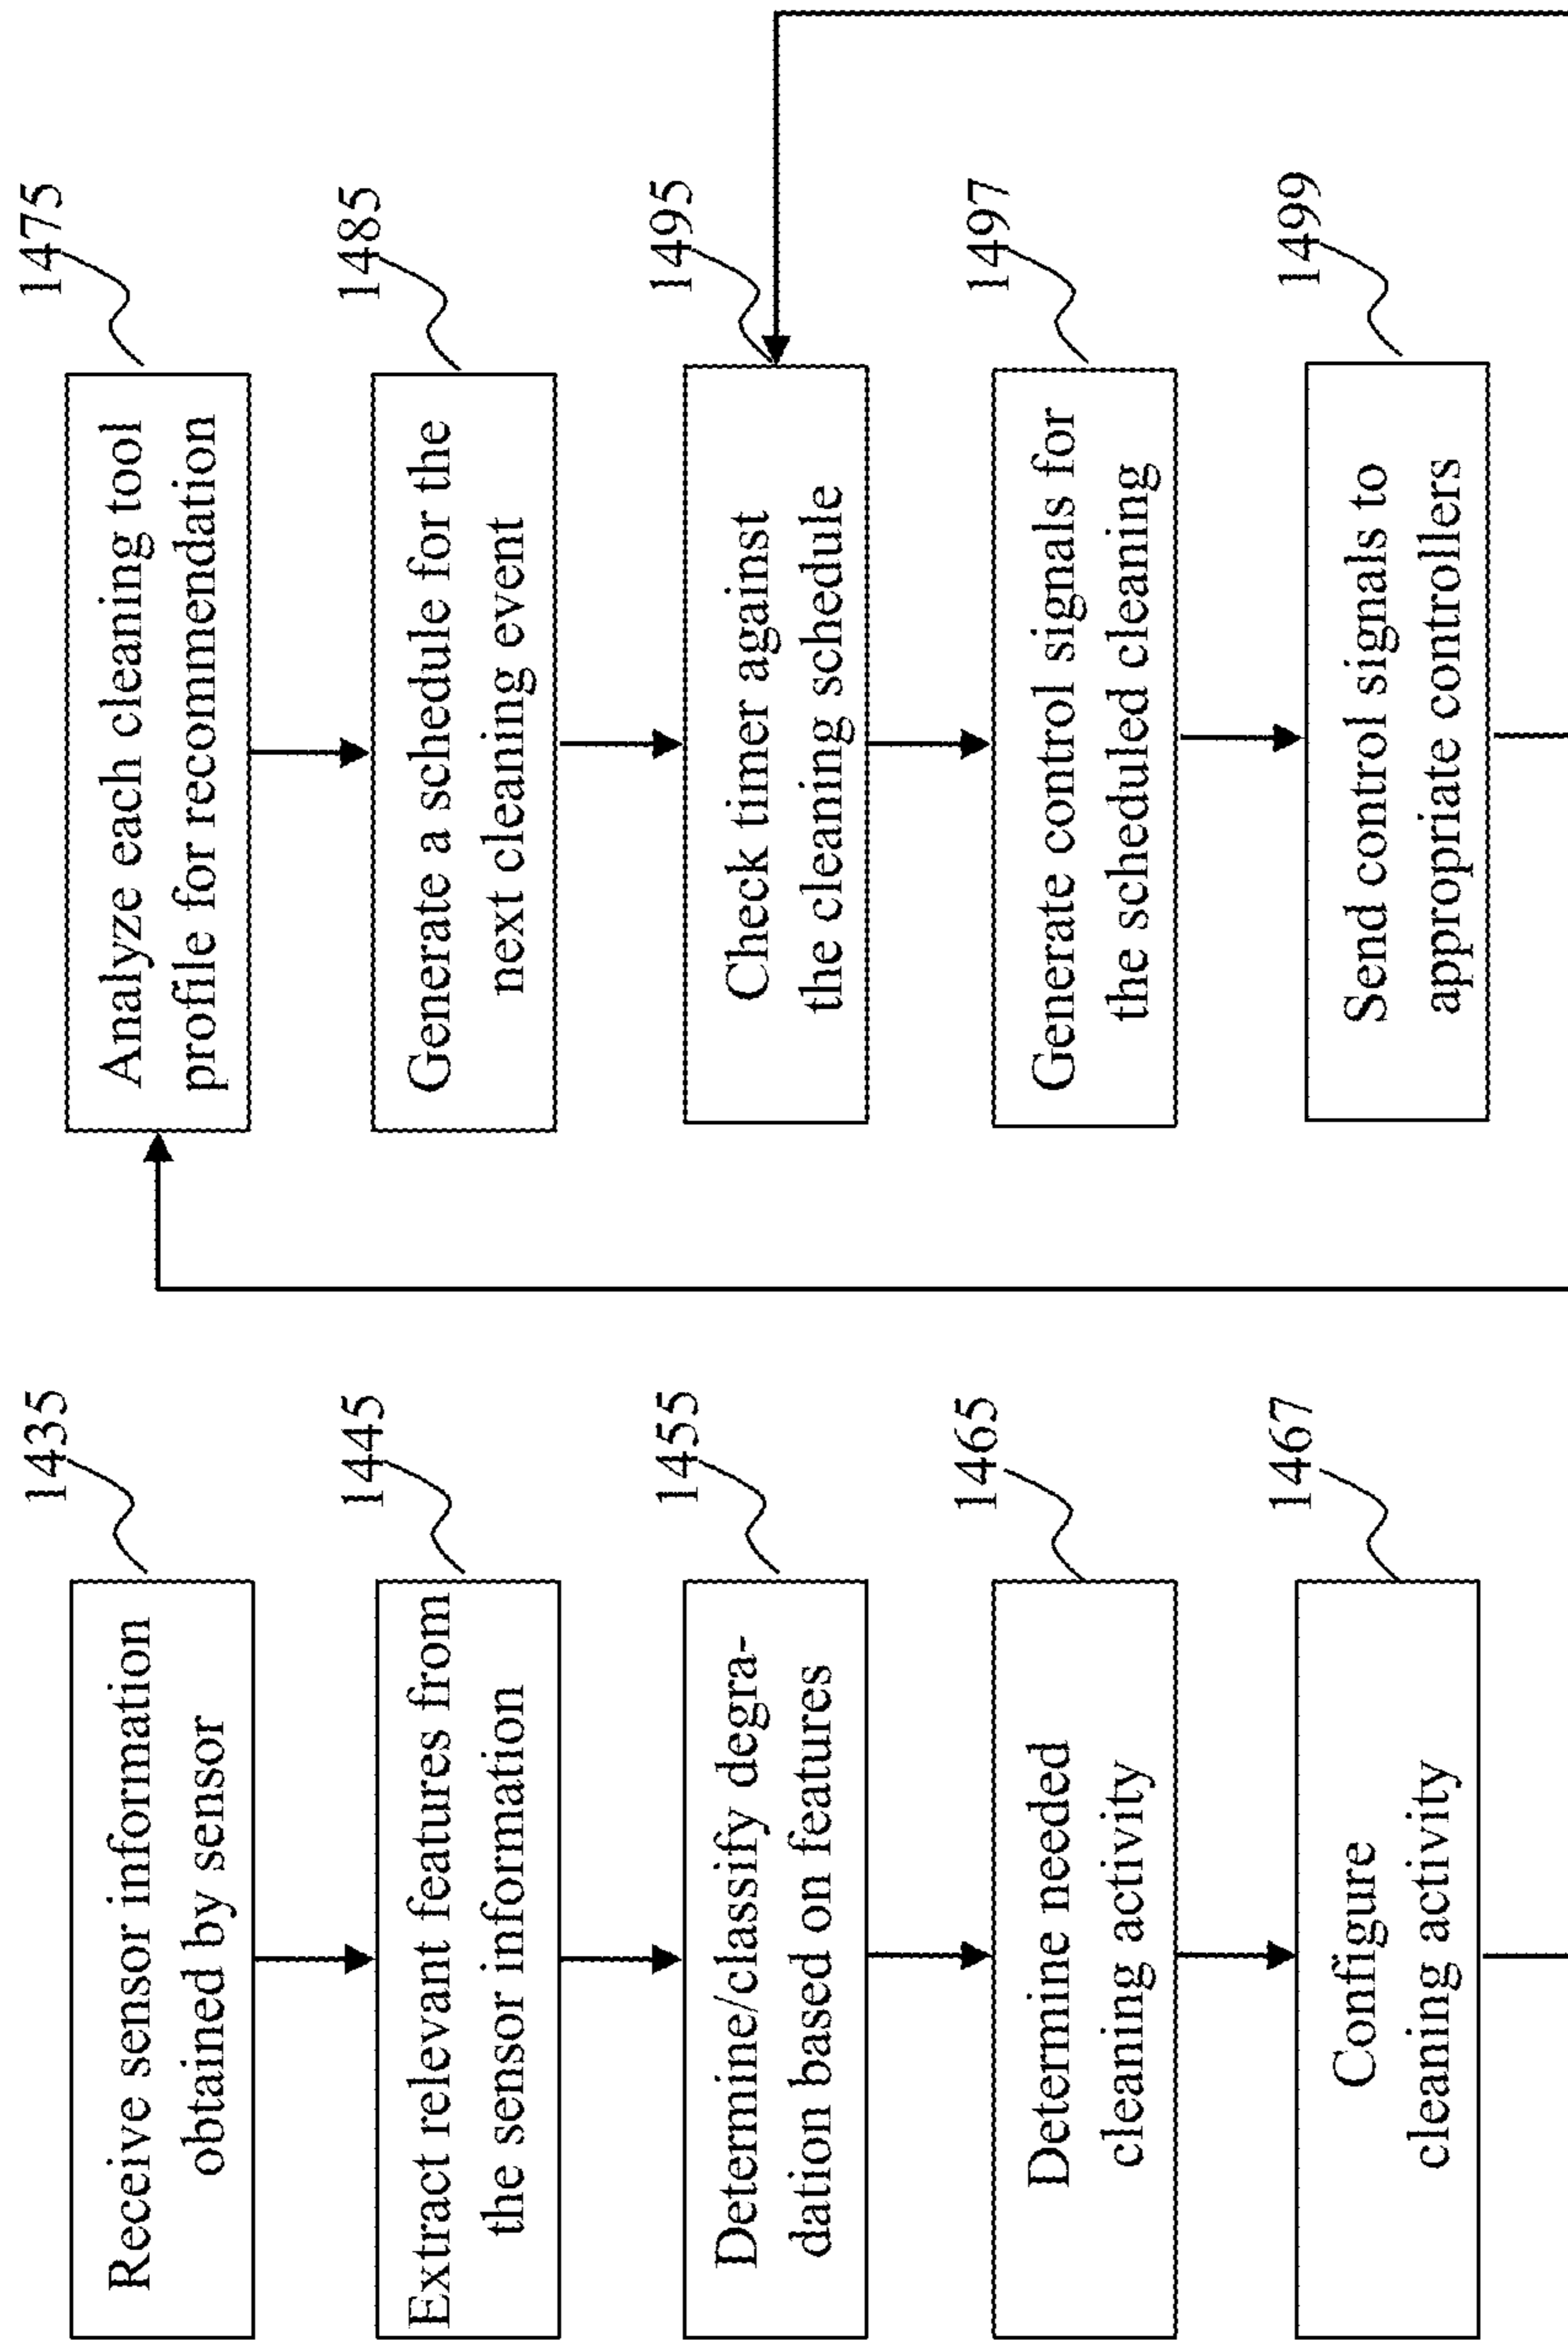 1435
Receive sensor information
obtained by sensor
1445
Extract relevant features from
the sensor information
1455
Determine/classify degra-
dation based on features
1465
Determine needed
cleaning activity
1467
Configure
cleaning activity
1475
Analyze each cleaning tool
profile for recommendation
1485
Generate a schedule for the
next cleaning event
1495
Check timer against
the cleaning schedule
1497
Generate control signals for
the scheduled cleaning
1499
Send control signals to
appropriate controllers